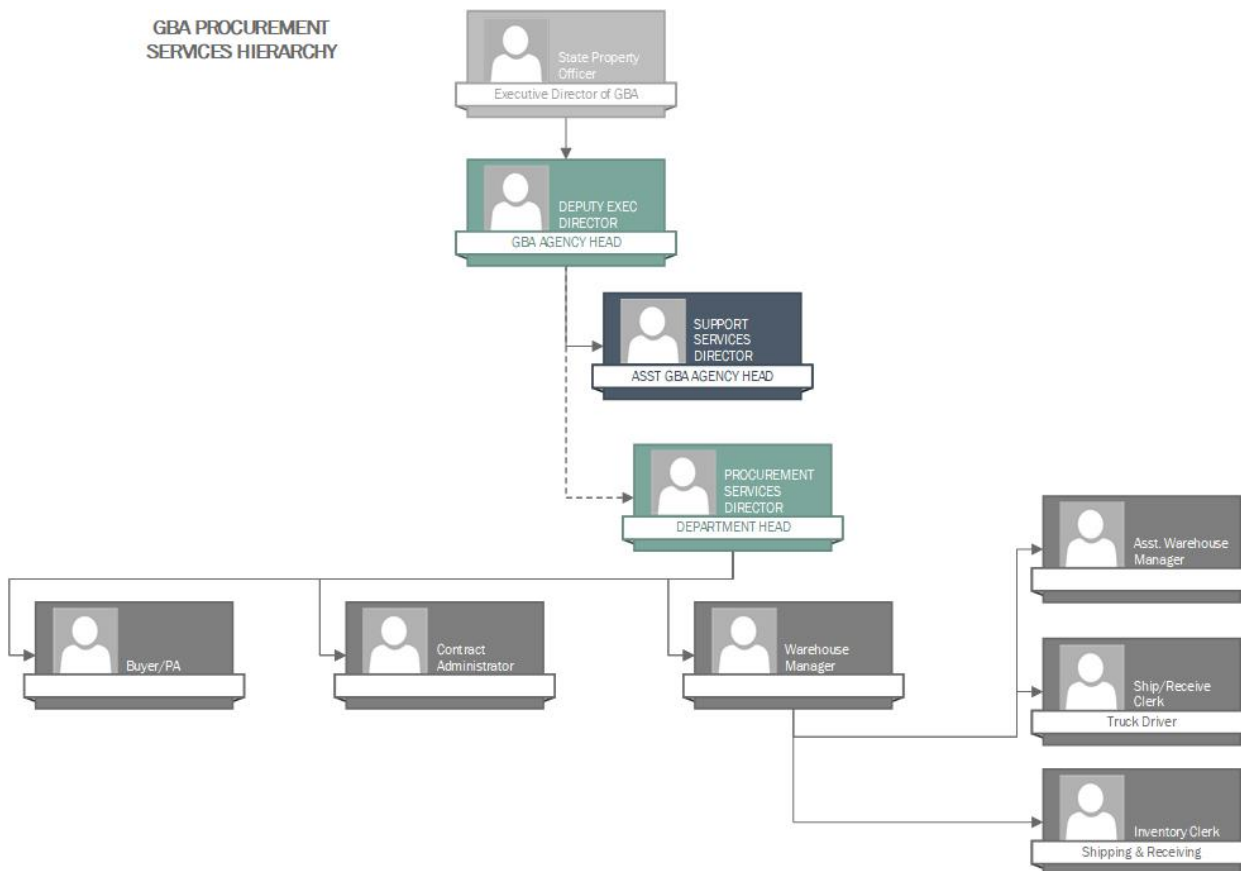 GBA PROCUREMENT
SERVICES HIERARCHY
State Property
Officer
Executive Director of GBA
DEPUTY EXEC
DIRECTOR
GBA AGENCY HEAD
SUPPORT
SERVICES
DIRECTOR
ASST GBA AGENCY HEAD
PROCUREMENT
SERVICES
DIRECTOR
DEPARTMENT HEAD
Buyer/PA
Contract
Administrator
Warehouse
Manager
Asst. Warehouse
Manager
Ship/Receive
Clerk
Truck Driver
Inventory Clerk
Shipping & Receiving